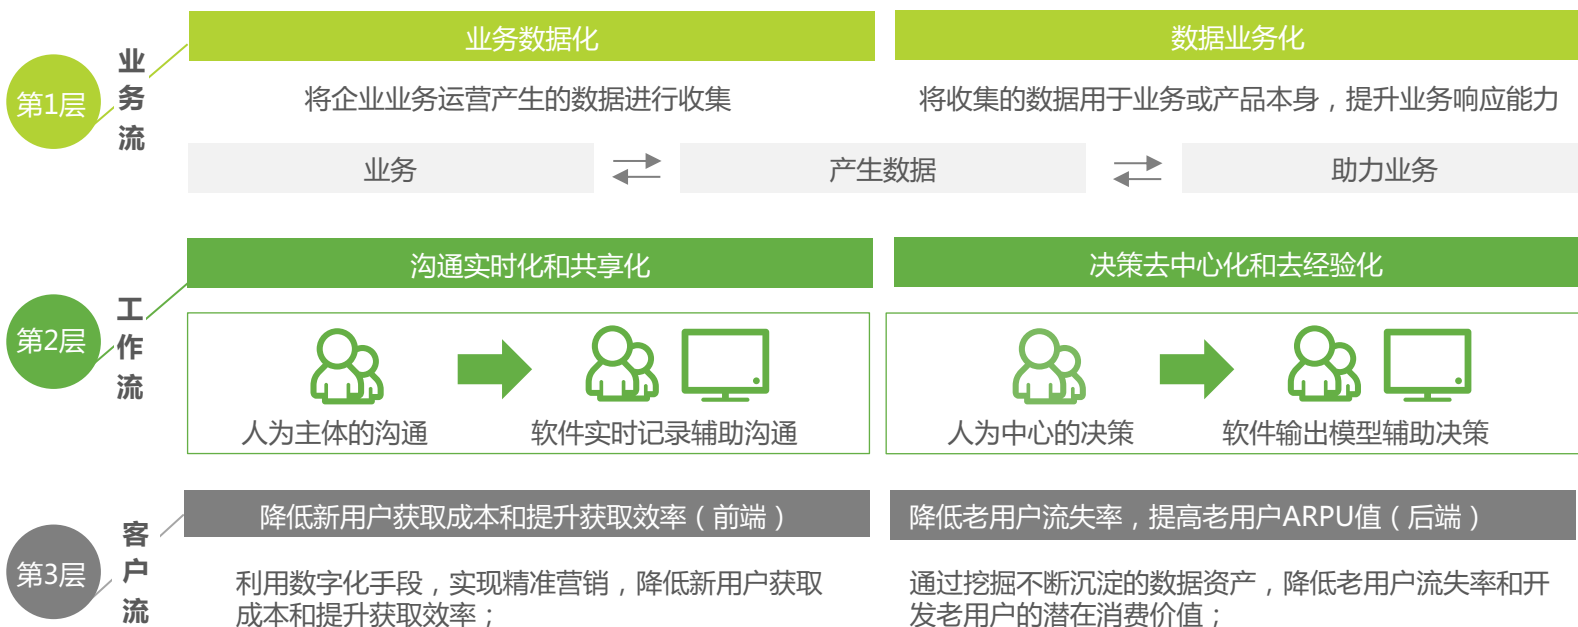 第1层
业务流
业务数据化
数据业务化
将企业业务运营产生的数据进行收集
将收集的数据用于业务或产品本身，提升业务响应能力
业务
产生数据
助力业务
第2层
工作流
沟通实时化和共享化
决策去中心化和去经验化
人为主体的沟通
软件实时记录辅助沟通
人为中心的决策
软件输出模型辅助决策
第3层
客户流
降低新用户获取成本和提升获取效率（前端）
降低老用户流失率，提高老用户ARPU值（后端）
利用数字化手段，实现精准营销，降低新用户获取
成本和提升获取效率；
通过挖掘不断沉淀的数据资产，降低老用户流失率和开
发老用户的潜在消费价值；